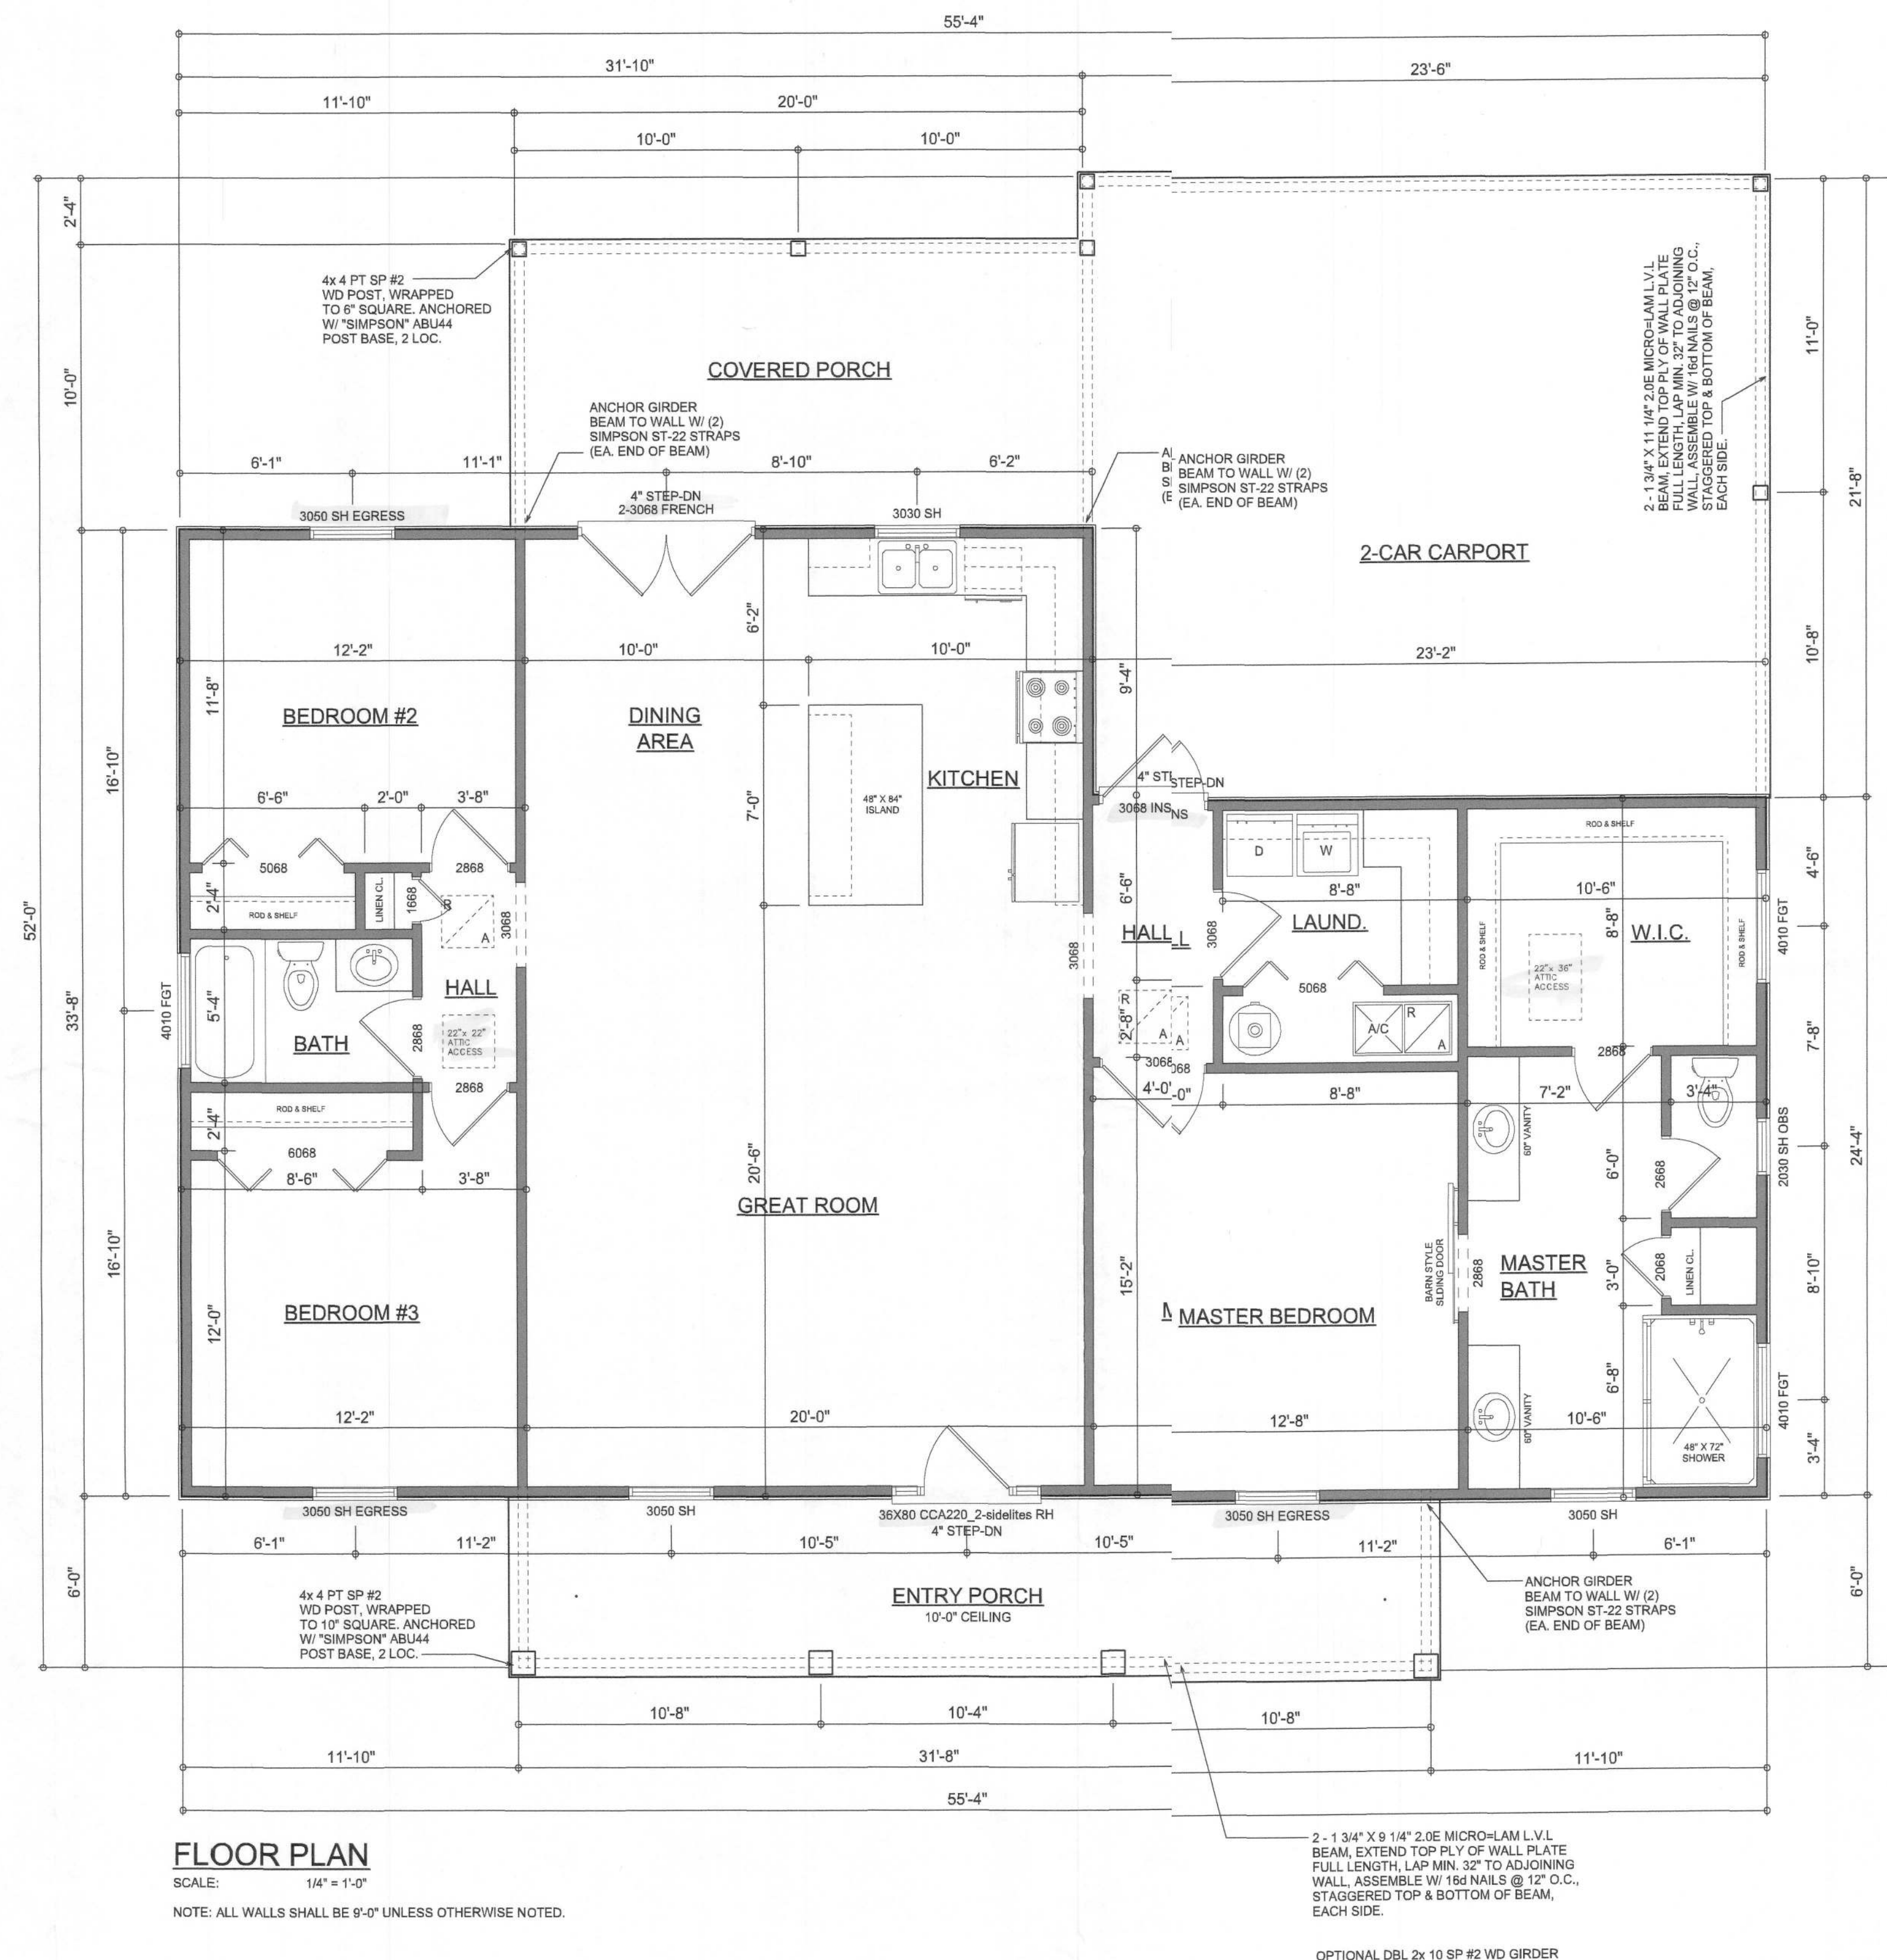 55'-4"
31'-10"
23'-6"
11'-10"
20'-0"
10'-0"
10'-0"
2'-4"
10'-0"
4x 4 PT SP #2
WD POST, WRAPPED
TO 6" SQUARE. ANCHORED
W/ "SIMPSON" ABU44
POST BASE, 2 LOC.
COVERED PORCH
ANCHOR GIRDER
BEAM TO WALL W/ (2)
SIMPSON ST-22 STRAPS
(EA. END OF BEAM)
6'-1"
11'-1"
8'-10"
6'-2"
4" STEP-DN
2-3068 FRENCH
3050 SH EGRESS
3030 SH
ANCHOR GIRDER
BEAM TO WALL W/ (2)
SIMPSON ST-22 STRAPS
(EA. END OF BEAM)
2 - 1 3/4" X 11 1/4" 2.0E MICRO=LAM L.V.L
BEAM, EXTEND TOP PLY OF WALL PLATE
FULL LENGTH, LAP MIN. 32" TO ADJOINING
WALL, ASSEMBLE W/ 16d NAILS @ 12" O.C.,
STAGGERED TOP & BOTTOM OF BEAM,
EACH SIDE.
11'-0"
21'-8"
10'-8"
2-CAR CARPORT
23'-2"
12'-2"
11'-8"
BEDROOM #2
10'-0"
10'-0"
6'-2"
9'-4"
DINING
AREA
KITCHEN
48" X 84"
ISLAND
7'-0"
6'-6"
2'-0"
3'-8"
5068
2868
2'-4"
ROD & SHELF
LINEN CL.
1668
R
A
3068
16'-10"
52'-0"
33'-8"
4010 FGT
5'-4"
BATH
HALL
2868
22"x 22"
ATTIC
ACCESS
2868
ROD & SHELF
2'-4"
6068
8'-6"
3'-8"
16'-10"
12'-0"
BEDROOM #3
12'-2"
20'-6"
GREAT ROOM
20'-0"
4" STEP-DN
3068 INS
NS
6'-6"
HALL
3068
3068
R
A
A
2'-8"
3068
068
4'-0"
-0"
D
W
8'-8"
LAUND.
5068
A/C
R
A
8'-8"
ROD & SHELF
10'-6"
8'-8"
W.I.C.
ROD & SHELF
ROD & SHELF
22"x 36"
ATTIC
ACCESS
2868
4'-6"
4010 FGT
7'-8"
7'-2"
3'-4"
60" VANITY
6'-0"
2668
2030 SH OBS
24'-4"
15'-2"
MASTER BEDROOM
BARN STYLE
SLDING DOOR
2868
MASTER
BATH
3'-0"
2068
LINEN CL.
8'-10"
6'-8"
60" VANITY
48" X 72"
SHOWER
4010 FGT
3'-4"
12'-8"
10'-6"
3050 SH EGRESS
3050 SH
36X80 CCA220_2-sidelites RH
4" STEP-DN
3050 SH EGRESS
3050 SH
6'-1"
11'-2"
10'-5"
10'-5"
11'-2"
6'-1"
6'-0"
6'-0"
4x 4 PT SP #2
WD POST, WRAPPED
TO 10" SQUARE. ANCHORED
W/ "SIMPSON" ABU44
POST BASE, 2 LOC.
ENTRY PORCH
10'-0" CEILING
ANCHOR GIRDER
BEAM TO WALL W/ (2)
SIMPSON ST-22 STRAPS
(EA. END OF BEAM)
10'-8"
10'-4"
10'-8"
11'-10"
31'-8"
11'-10"
55'-4"
FLOOR PLAN
SCALE: 1/4" = 1'-0"
NOTE: ALL WALLS SHALL BE 9'-0" UNLESS OTHERWISE NOTED.
2 - 1 3/4" X 9 1/4" 2.0E MICRO=LAM L.V.L
BEAM, EXTEND TOP PLY OF WALL PLATE
FULL LENGTH, LAP MIN. 32" TO ADJOINING
WALL, ASSEMBLE W/ 16d NAILS @ 12" O.C.,
STAGGERED TOP & BOTTOM OF BEAM,
EACH SIDE.
OPTIONAL DBL 2x 10 SP #2 WD GIRDER